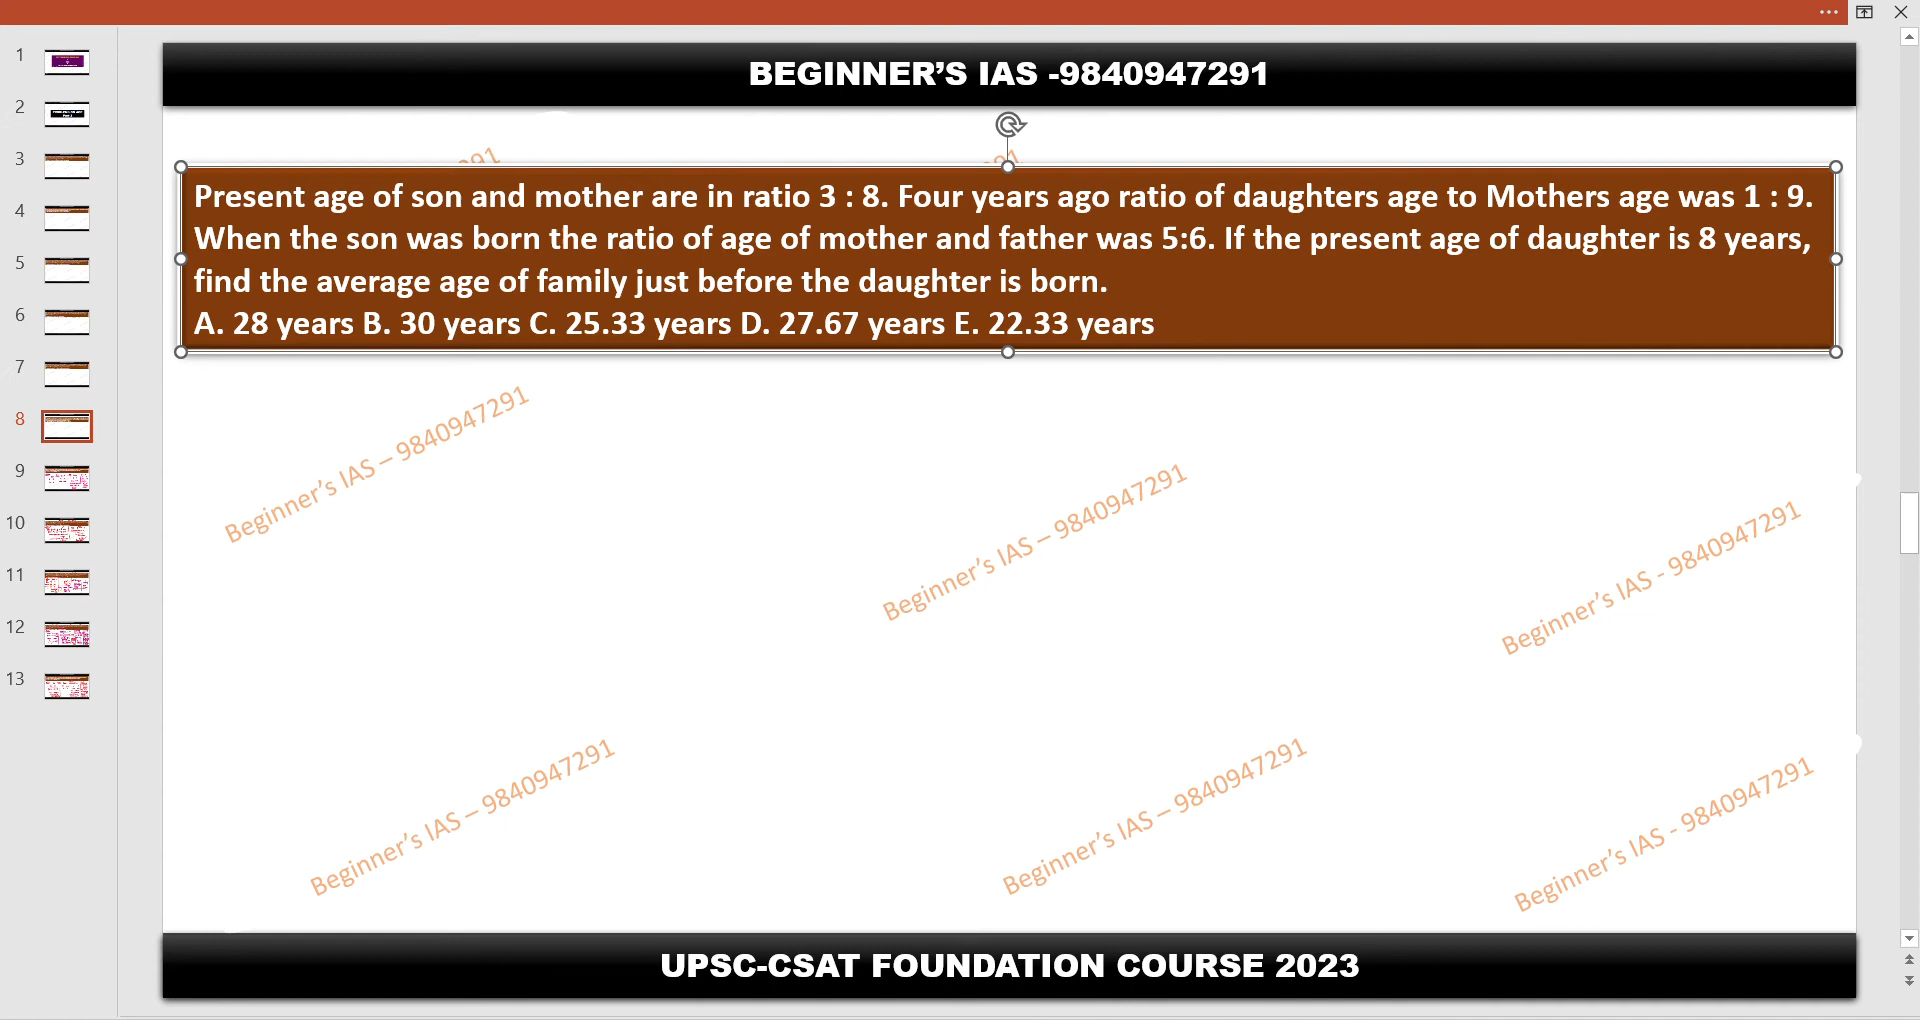 BEGINNER’S IAS -9840947291
Present age of son and mother are in ratio 3 : 8. Four years ago ratio of daughters age to Mothers age was 1 : 9.
When the son was born the ratio of age of mother and father was 5:6. If the present age of daughter is 8 years,
find the average age of family just before the daughter is born.
A. 28 years B. 30 years C. 25.33 years D. 27.67 years E. 22.33 years
Beginner’s IAS – 9840947291
Beginner’s IAS – 9840947291
Beginner’s IAS - 9840947291
Beginner’s IAS – 9840947291
Beginner’s IAS – 9840947291
Beginner’s IAS - 9840947291
UPSC-CSAT FOUNDATION COURSE 2023
1
2
3
4
5
6
7
8
9
10
11
12
13